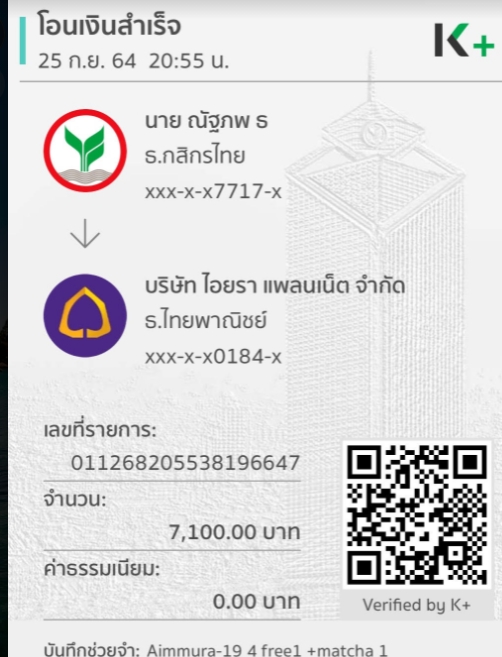 โอนเงินสำเร็จ
25 ก.ย. 64 20:55 น.
K+
นาย ณัฐภพ ธ
ธ.กสิกรไทย
xxx-x-x7717-x
บริษัท ไอยรา แพลนเน็ต จำกัด
ธ.ไทยพาณิชย์
xxx-x-x0184-x
เลขที่รายการ:
011268205538196647
จำนวน:
7,100.00 บาท
ค่าธรรมเนียม:
0.00 บาท
Verified by K+
บันทึกช่วยจำ: Aimmura-19 4 free1 +matcha 1